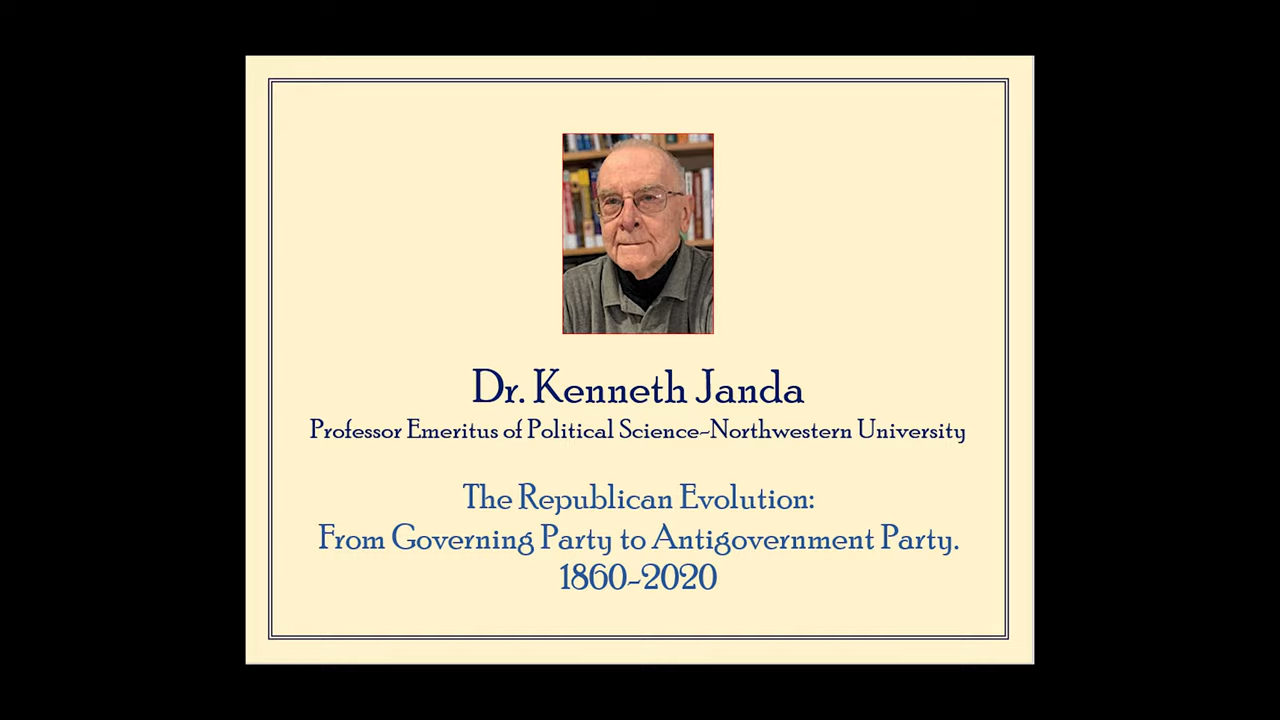 Dr. Kenneth Janda
Professor Emeritus of Political Science-Northwestern University
The Republican Evolution:
From Governing Party to Antigovernment Party.
1860-2020